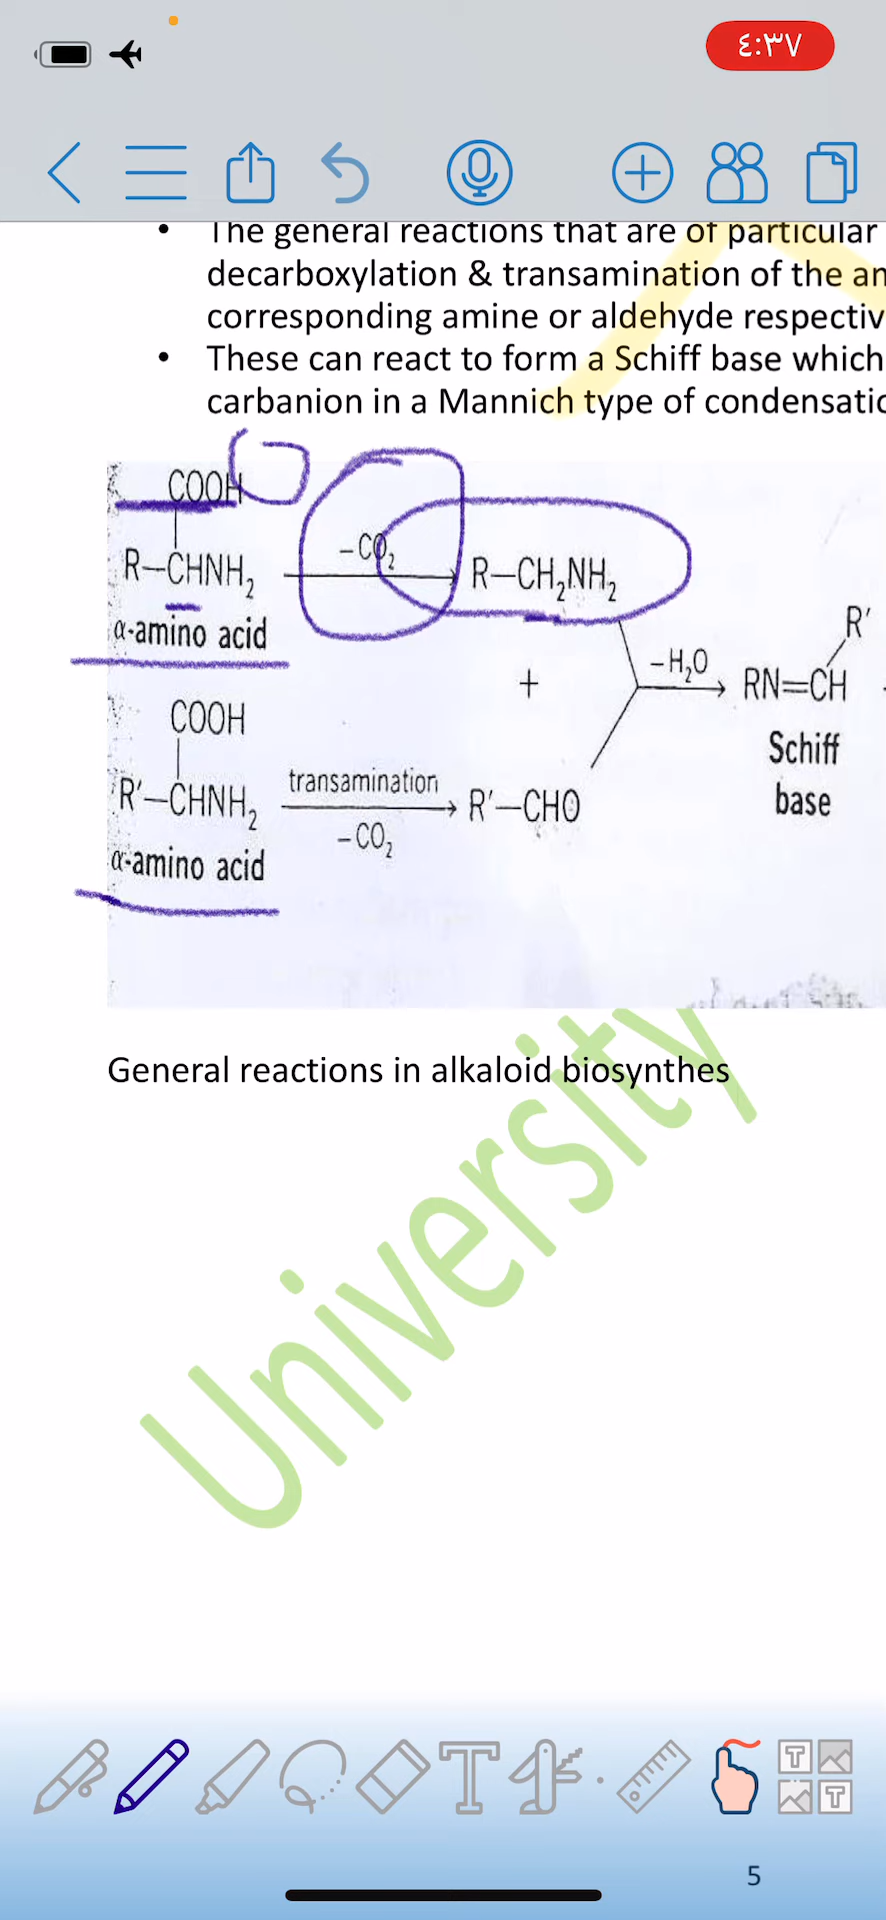 ٤:٣٧
The general reactions that are of particular
decarboxylation & transamination of the am
corresponding amine or aldehyde respectiv
These can react to form a Schiff base which
carbanion in a Mannich type of condensatio
COOH
R—CHNH₂
α-amino acid
–CO₂
R—CH₂NH₂
+
–H₂O
R'
RN=CH
Schiff
base
COOH
R'—CHNH₂
α-amino acid
transamination
–CO₂
R'—CHO
General reactions in alkaloid biosynthes
University
5